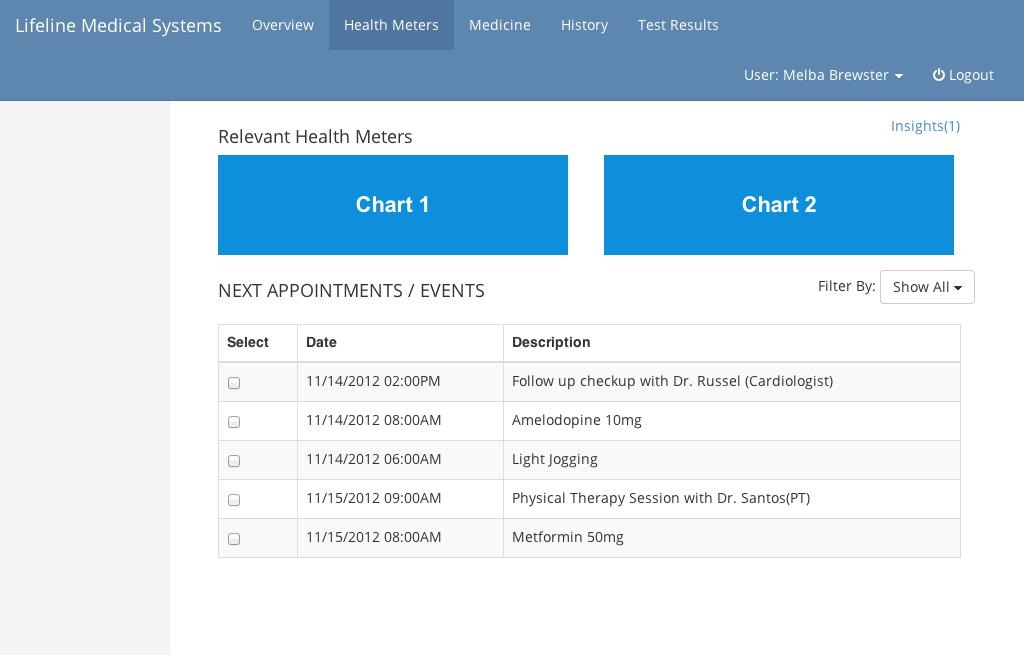 Lifeline Medical Systems Overview Health Meters Medicine History Test Results
User: Melba Brewster Logout
Insights(1)
Relevant Health Meters
Chart 1 Chart 2
NEXT APPOINTMENTS / EVENTS Filter By: Show All
Select Date Description
11/14/2012 02:00PM Follow up checkup with Dr. Russel (Cardiologist)
11/14/2012 08:00AM Amelodopine 10mg
11/14/2012 06:00AM Light Jogging
11/15/2012 09:00AM Physical Therapy Session with Dr. Santos(PT)
11/15/2012 08:00AM Metformin 50mg